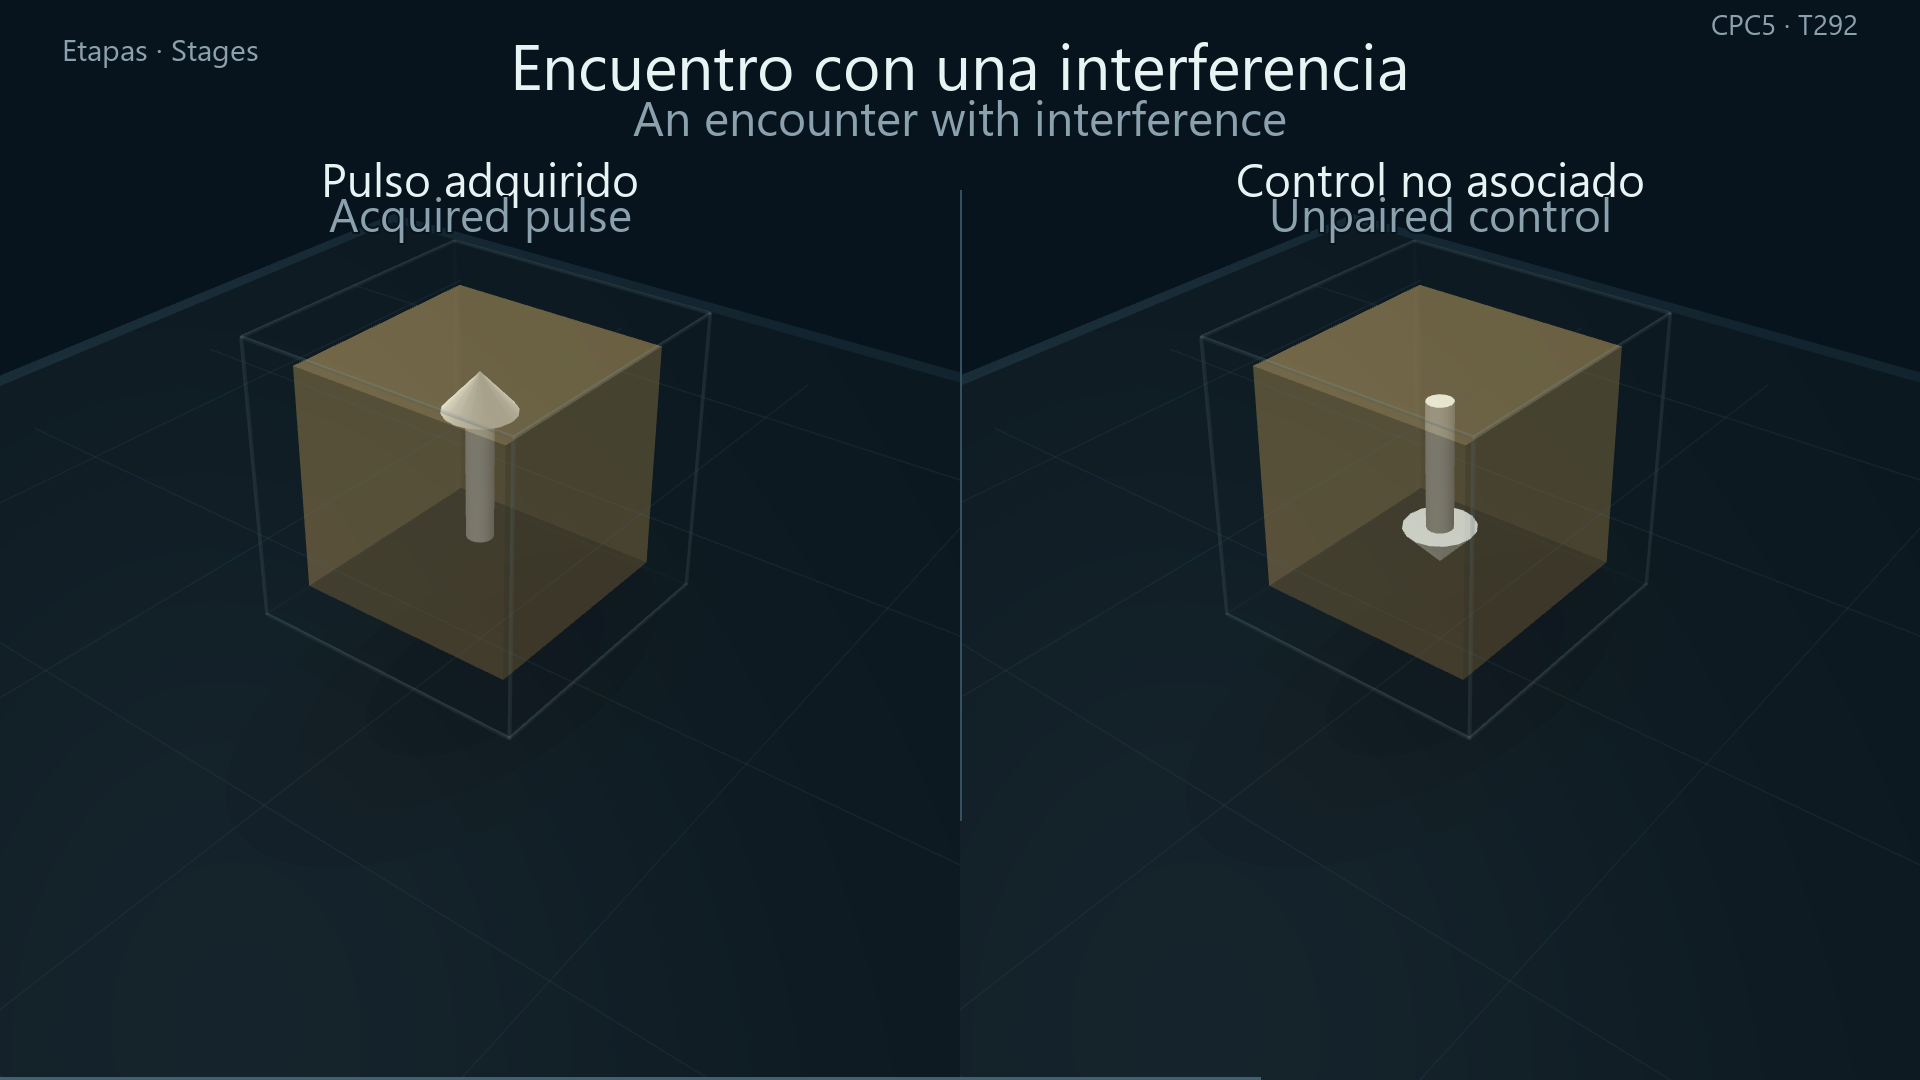 Etapas · Stages
CPC5 · T292
Encuentro con una interferencia
An encounter with interference
Pulso adquirido
Acquired pulse
Control no asociado
Unpaired control